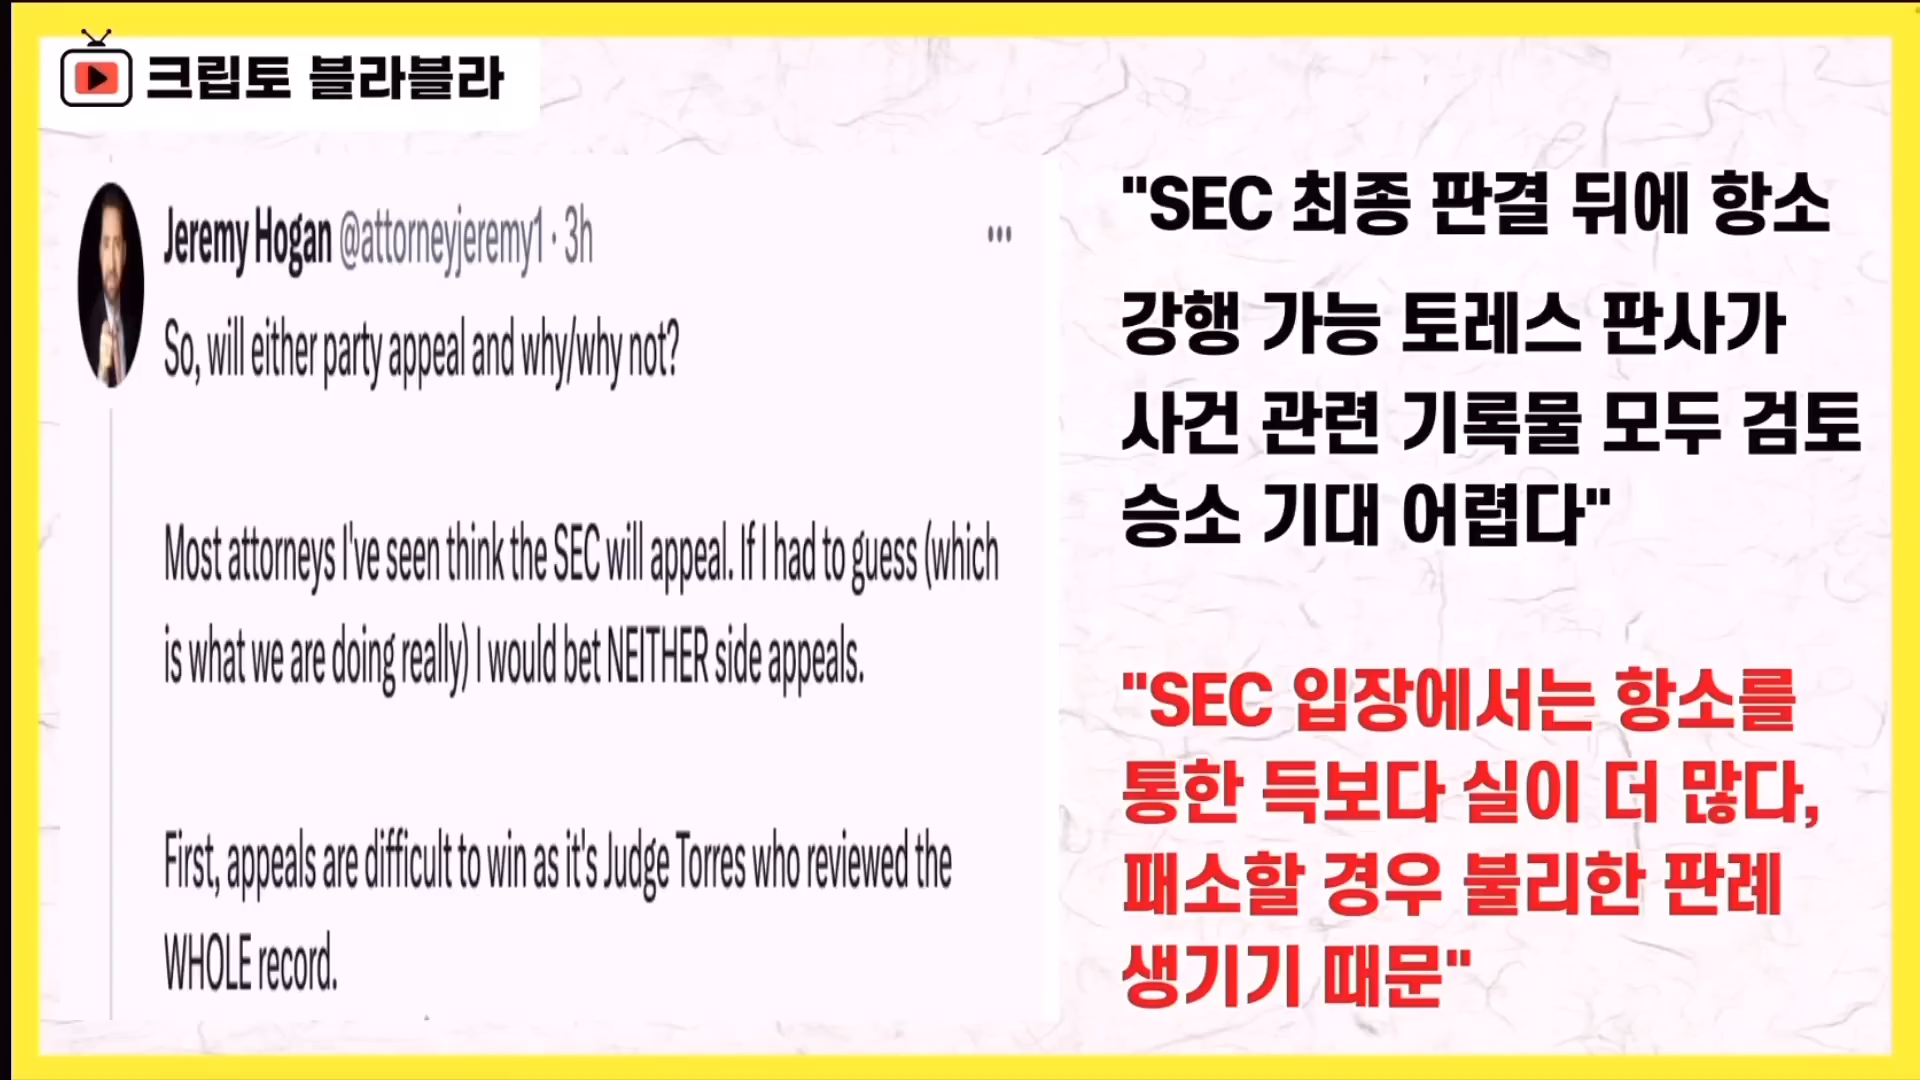 크립토 블라블라
Jeremy Hogan @attorneyjeremy1 · 3h
So, will either party appeal and why/why not?
Most attorneys I've seen think the SEC will appeal. If I had to guess (which
is what we are doing really) I would bet NEITHER side appeals.
First, appeals are difficult to win as it's Judge Torres who reviewed the
WHOLE record.
"SEC 최종 판결 뒤에 항소
강행 가능 토레스 판사가
사건 관련 기록물 모두 검토
승소 기대 어렵다"
"SEC 입장에서는 항소를
통한 득보다 실이 더 많다,
패소할 경우 불리한 판례
생기기 때문"